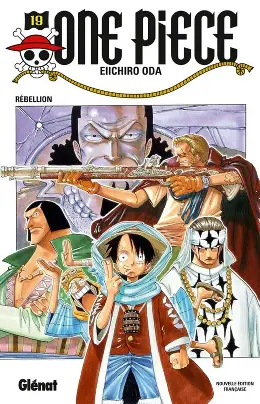 19
ONE PIECE
EIICHIRO ODA
RÉBELLION
Glénat
NOUVELLE ÉDITION
FRANÇAISE